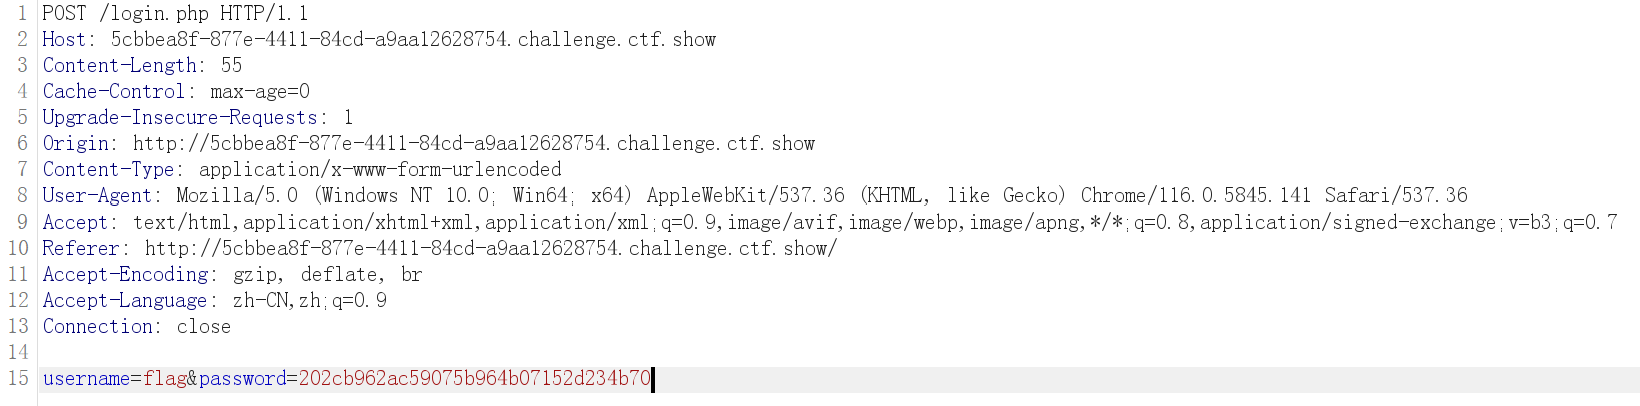 1 POST /login.php HTTP/1.1
2 Host: 5cbbea8f-877e-4411-84cd-a9aa12628754.challenge.ctf.show
3 Content-Length: 55
4 Cache-Control: max-age=0
5 Upgrade-Insecure-Requests: 1
6 Origin: http://5cbbea8f-877e-4411-84cd-a9aa12628754.challenge.ctf.show
7 Content-Type: application/x-www-form-urlencoded
8 User-Agent: Mozilla/5.0 (Windows NT 10.0; Win64; x64) AppleWebKit/537.36 (KHTML, like Gecko) Chrome/116.0.5845.141 Safari/537.36
9 Accept: text/html,application/xhtml+xml,application/xml;q=0.9,image/avif,image/webp,image/apng,*/*;q=0.8,application/signed-exchange;v=b3;q=0.7
10 Referer: http://5cbbea8f-877e-4411-84cd-a9aa12628754.challenge.ctf.show/
11 Accept-Encoding: gzip, deflate, br
12 Accept-Language: zh-CN,zh;q=0.9
13 Connection: close
14
15 username=flag&password=202cb962ac59075b964b07152d234b70